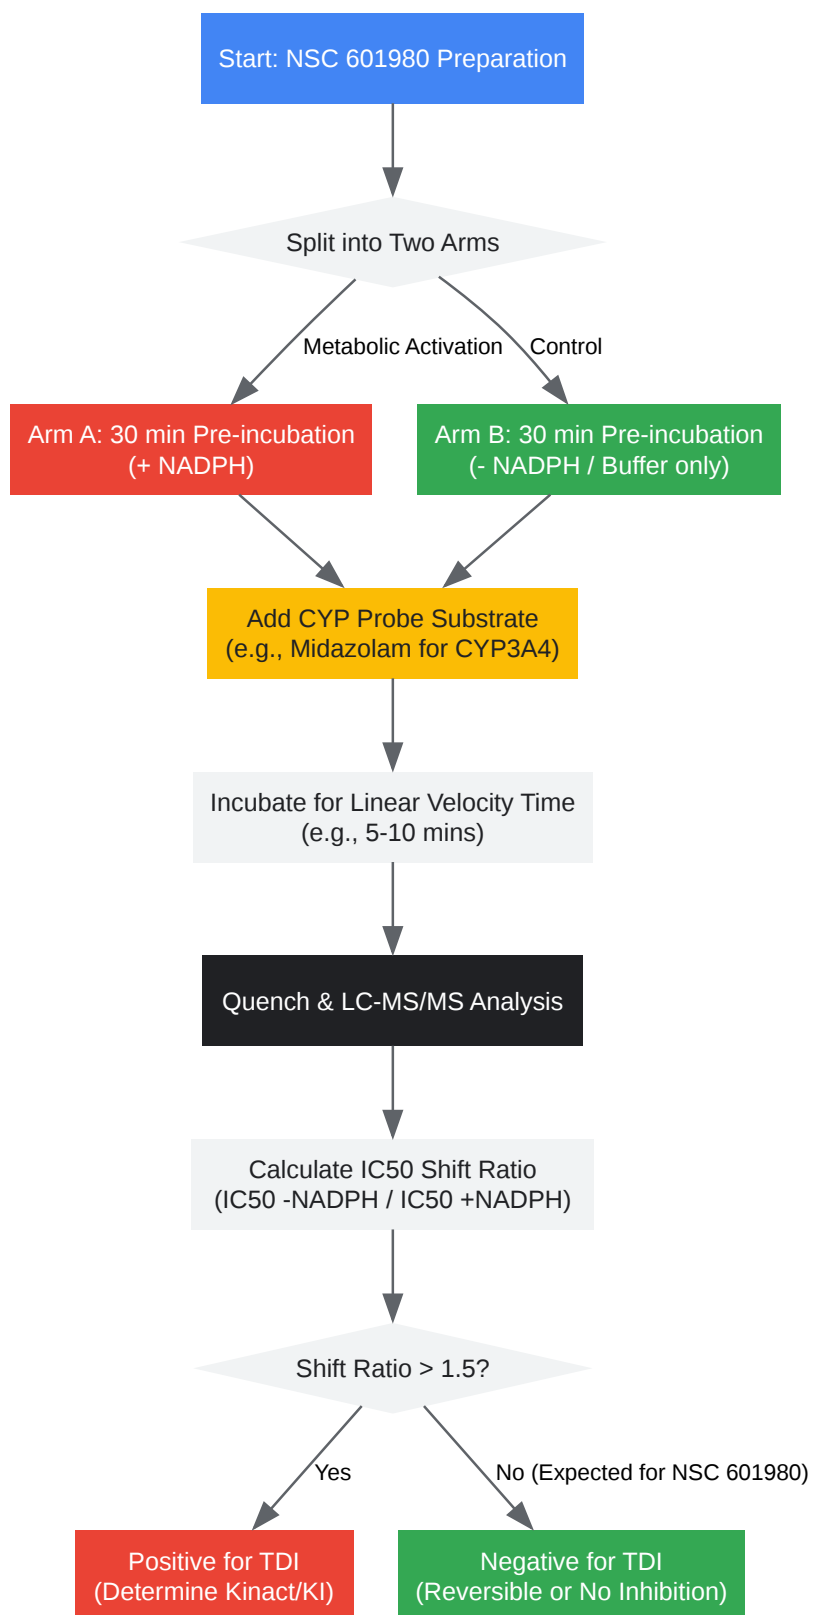 Start: NSC 601980 Preparation
Split into Two Arms
Metabolic Activation
Control
Arm A: 30 min Pre-incubation
(+ NADPH)
Arm B: 30 min Pre-incubation
(- NADPH / Buffer only)
Add CYP Probe Substrate
(e.g., Midazolam for CYP3A4)
Incubate for Linear Velocity Time
(e.g., 5-10 mins)
Quench & LC-MS/MS Analysis
Calculate IC50 Shift Ratio
(IC50 -NADPH / IC50 +NADPH)
Shift Ratio > 1.5?
Yes
No (Expected for NSC 601980)
Positive for TDI
(Determine Kinact/KI)
Negative for TDI
(Reversible or No Inhibition)